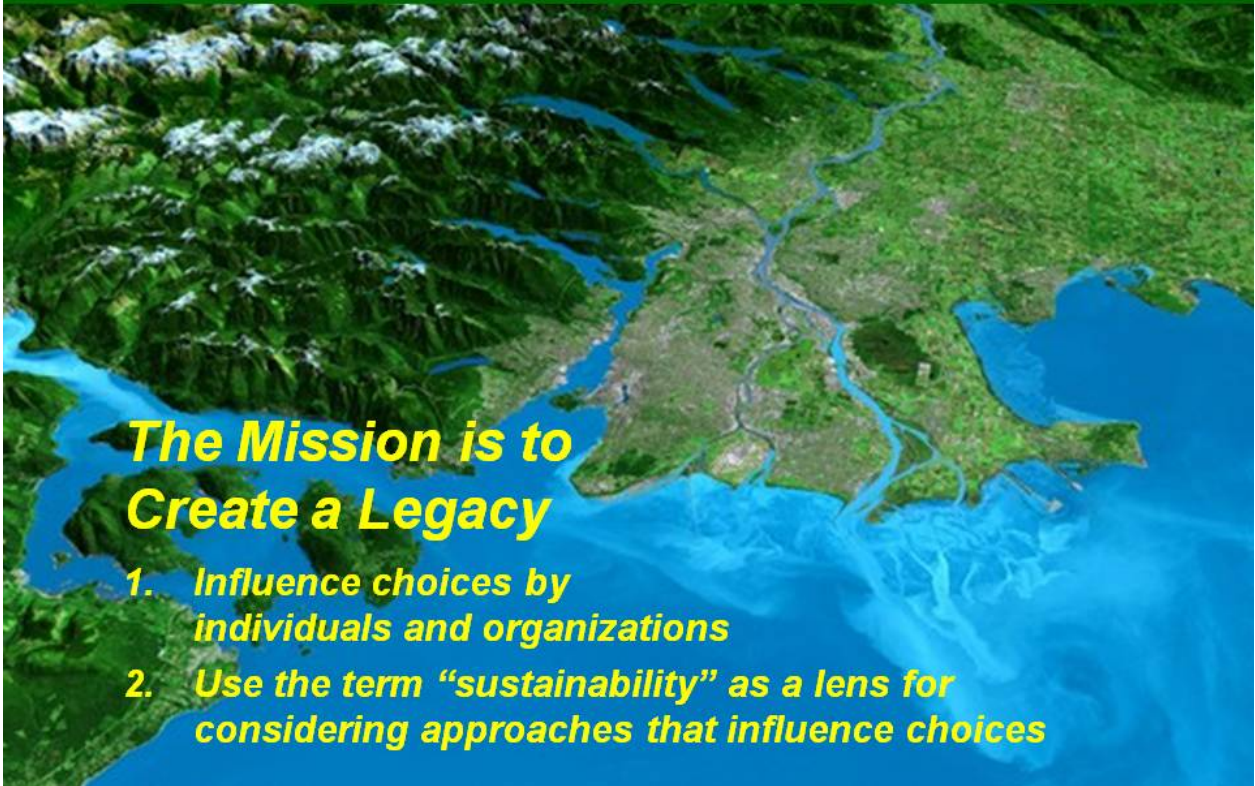 The Mission is to
Create a Legacy
1. Influence choices by
individuals and organizations
2. Use the term “sustainability” as a lens for
considering approaches that influence choices